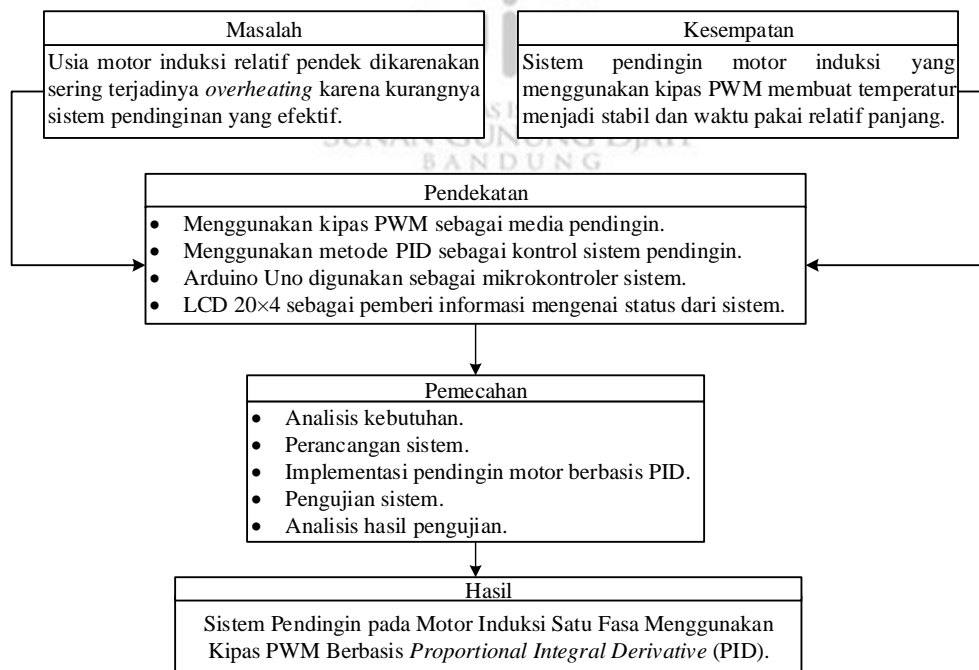 Masalah
Usia motor induksi relatif pendek dikarenakan
sering terjadinya overheating karena kurangnya
sistem pendinginan yang efektif.
Kesempatan
Sistem pendingin motor induksi yang
menggunakan kipas PWM membuat temperatur
menjadi stabil dan waktu pakai relatif panjang.
SUNAN GUNUNG DJATI
BANDUNG
Pendekatan
• Menggunakan kipas PWM sebagai media pendingin.
• Menggunakan metode PID sebagai kontrol sistem pendingin.
• Arduino Uno digunakan sebagai mikrokontroler sistem.
• LCD 20×4 sebagai pemberi informasi mengenai status dari sistem.
Pemecahan
• Analisis kebutuhan.
• Perancangan sistem.
• Implementasi pendingin motor berbasis PID.
• Pengujian sistem.
• Analisis hasil pengujian.
Hasil
Sistem Pendingin pada Motor Induksi Satu Fasa Menggunakan
Kipas PWM Berbasis Proportional Integral Derivative (PID).